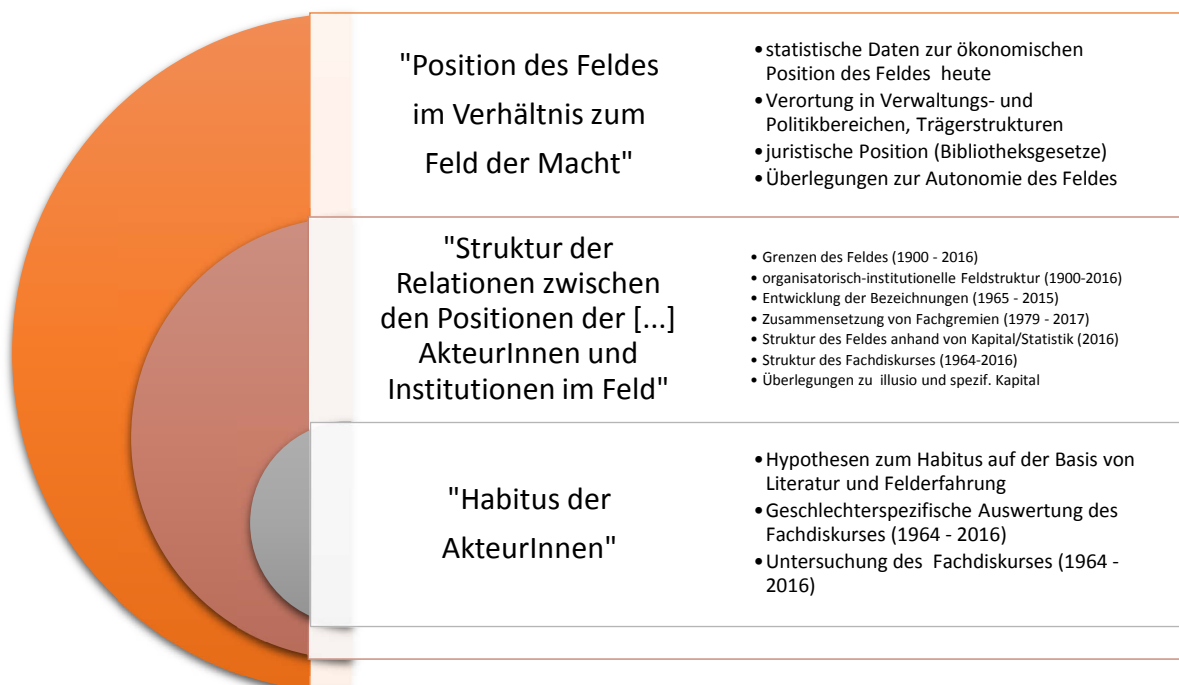 "Position des Feldes
im Verhältnis zum
Feld der Macht"
•statistische Daten zur ökonomischen
Position des Feldes heute
•Verortung in Verwaltungs- und
Politikbereichen, Trägerstrukturen
•juristische Position (Bibliotheksgesetze)
•Überlegungen zur Autonomie des Feldes
"Struktur der
Relationen zwischen
den Positionen der [...]
AkteurInnen und
Institutionen im Feld"
• Grenzen des Feldes (1900 - 2016)
• organisatorisch-institutionelle Feldstruktur (1900-2016)
• Entwicklung der Bezeichnungen (1965 - 2015)
• Zusammensetzung von Fachgremien (1979 - 2017)
• Struktur des Feldes anhand von Kapital/Statistik (2016)
• Struktur des Fachdiskurses (1964-2016)
• Überlegungen zu illusio und spezif. Kapital
"Habitus der
AkteurInnen"
•Hypothesen zum Habitus auf der Basis von
Literatur und Felderfahrung
•Geschlechterspezifische Auswertung des
Fachdiskurses (1964 - 2016)
•Untersuchung des Fachdiskurses (1964 -
2016)